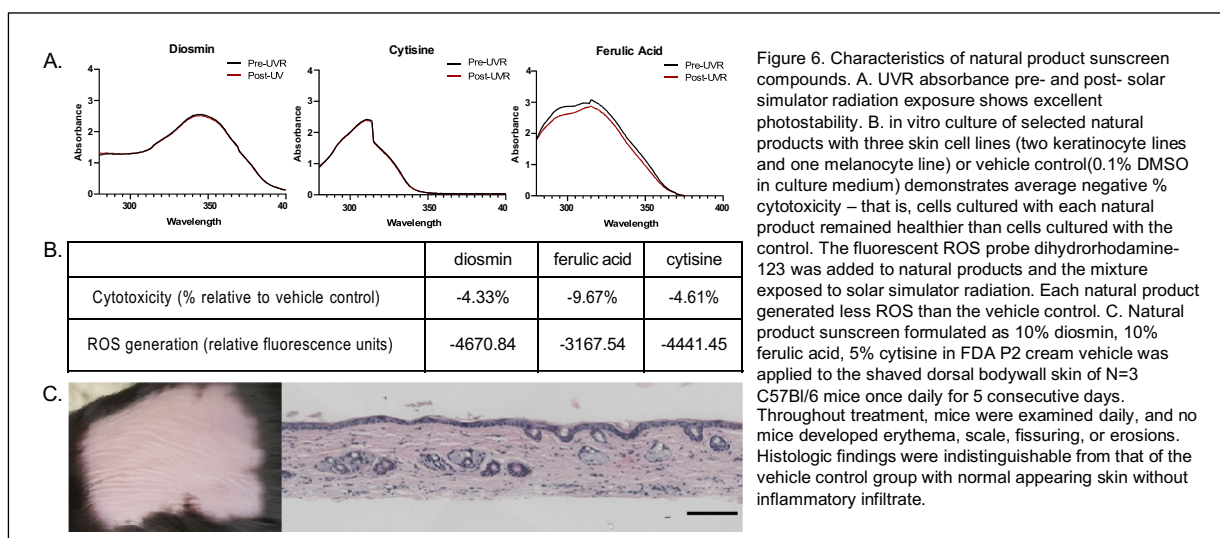 A.
Diosmin
Pre-UVR
Post-UV
4
3
2
1
0
Absorbance
300
350
40
Wavelength
Cytisine
Pre-UVR
Post-UVR
4
3
2
1
0
Absorbance
300
350
40
Wavelength
Ferulic Acid
Pre-UVR
Post-UVR
4
3
2
1
0
Absorbance
300
350
400
Wavelength
B.
diosmin ferulic acid cytisine
Cytotoxicity (% relative to vehicle control) -4.33% -9.67% -4.61%
ROS generation (relative fluorescence units) -4670.84 -3167.54 -4441.45
C.
Figure 6. Characteristics of natural product sunscreen
compounds. A. UVR absorbance pre- and post- solar
simulator radiation exposure shows excellent
photostability. B. in vitro culture of selected natural
products with three skin cell lines (two keratinocyte lines
and one melanocyte line) or vehicle control(0.1% DMSO
in culture medium) demonstrates average negative %
cytotoxicity – that is, cells cultured with each natural
product remained healthier than cells cultured with the
control. The fluorescent ROS probe dihydrorhodamine-
123 was added to natural products and the mixture
exposed to solar simulator radiation. Each natural product
generated less ROS than the vehicle control. C. Natural
product sunscreen formulated as 10% diosmin, 10%
ferulic acid, 5% cytisine in FDA P2 cream vehicle was
applied to the shaved dorsal bodywall skin of N=3
C57Bl/6 mice once daily for 5 consecutive days.
Throughout treatment, mice were examined daily, and no
mice developed erythema, scale, fissuring, or erosions.
Histologic findings were indistinguishable from that of the
vehicle control group with normal appearing skin without
inflammatory infiltrate.